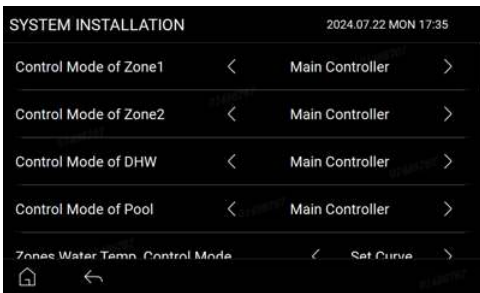 SYSTEM INSTALLATION 2024.07.22 MON 17:35
Control Mode of Zone1 < Main Controller >
Control Mode of Zone2 < Main Controller >
Control Mode of DHW < Main Controller >
Control Mode of Pool < Main Controller >
Zones Water Temp. Control Mode < Set Curve >